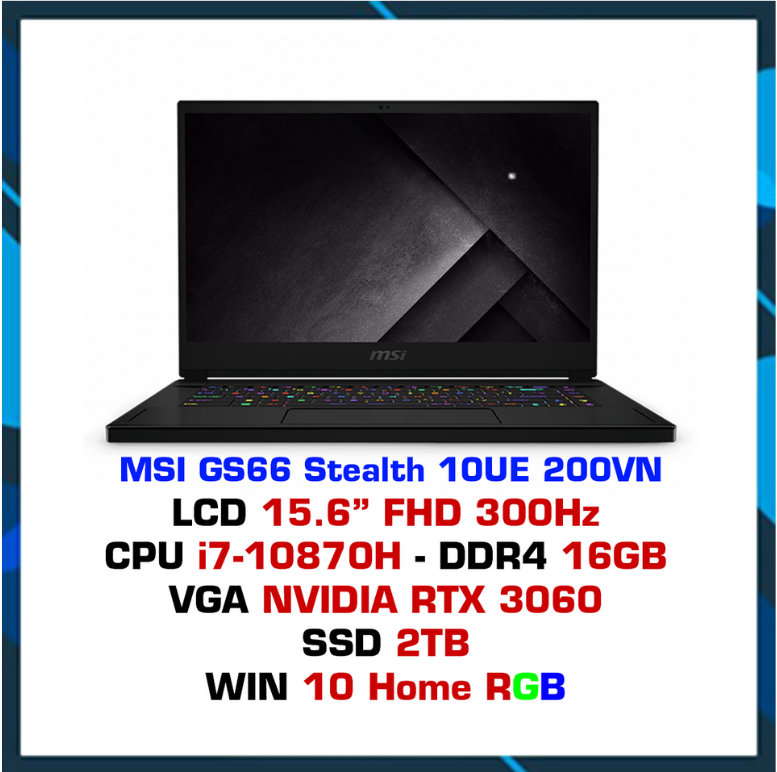 msi
MSI GS66 Stealth 10UE 200VN
LCD 15.6” FHD 300Hz
CPU i7-10870H - DDR4 16GB
VGA NVIDIA RTX 3060
SSD 2TB
WIN 10 Home RGB